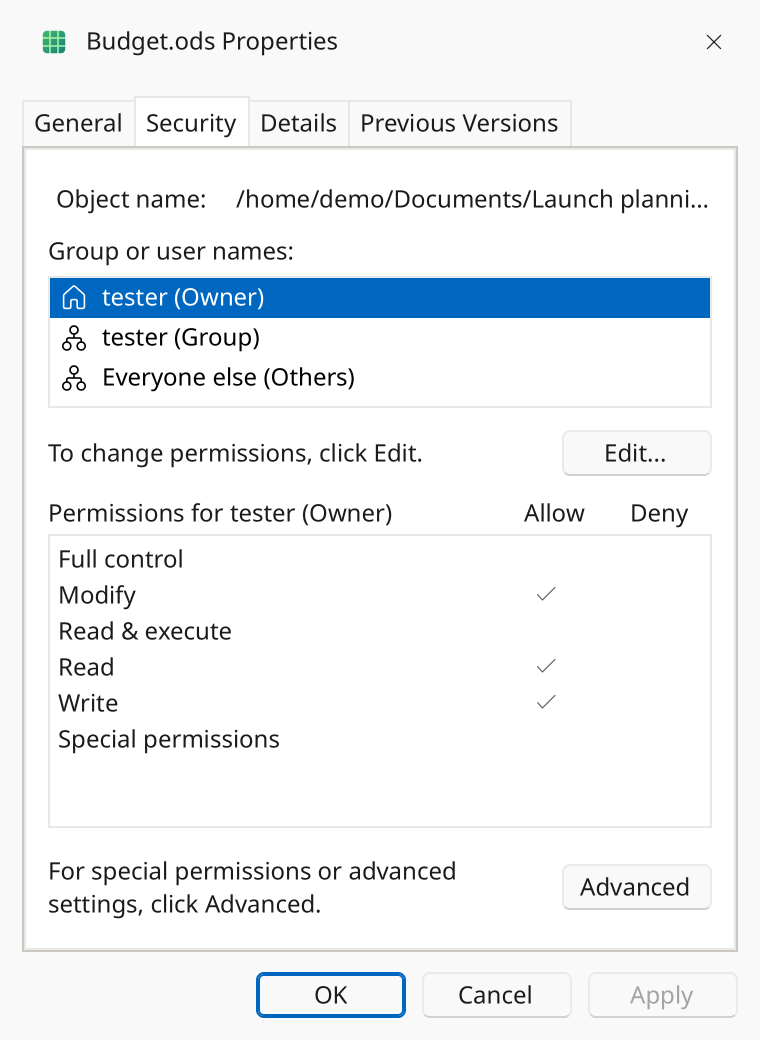 Budget.ods Properties
General Security Details Previous Versions
Object name: /home/demo/Documents/Launch planni...
Group or user names:
tester (Owner)
tester (Group)
Everyone else (Others)
To change permissions, click Edit. Edit...
Permissions for tester (Owner) Allow Deny
Full control
Modify
Read & execute
Read
Write
Special permissions
For special permissions or advanced
settings, click Advanced. Advanced
OK Cancel Apply